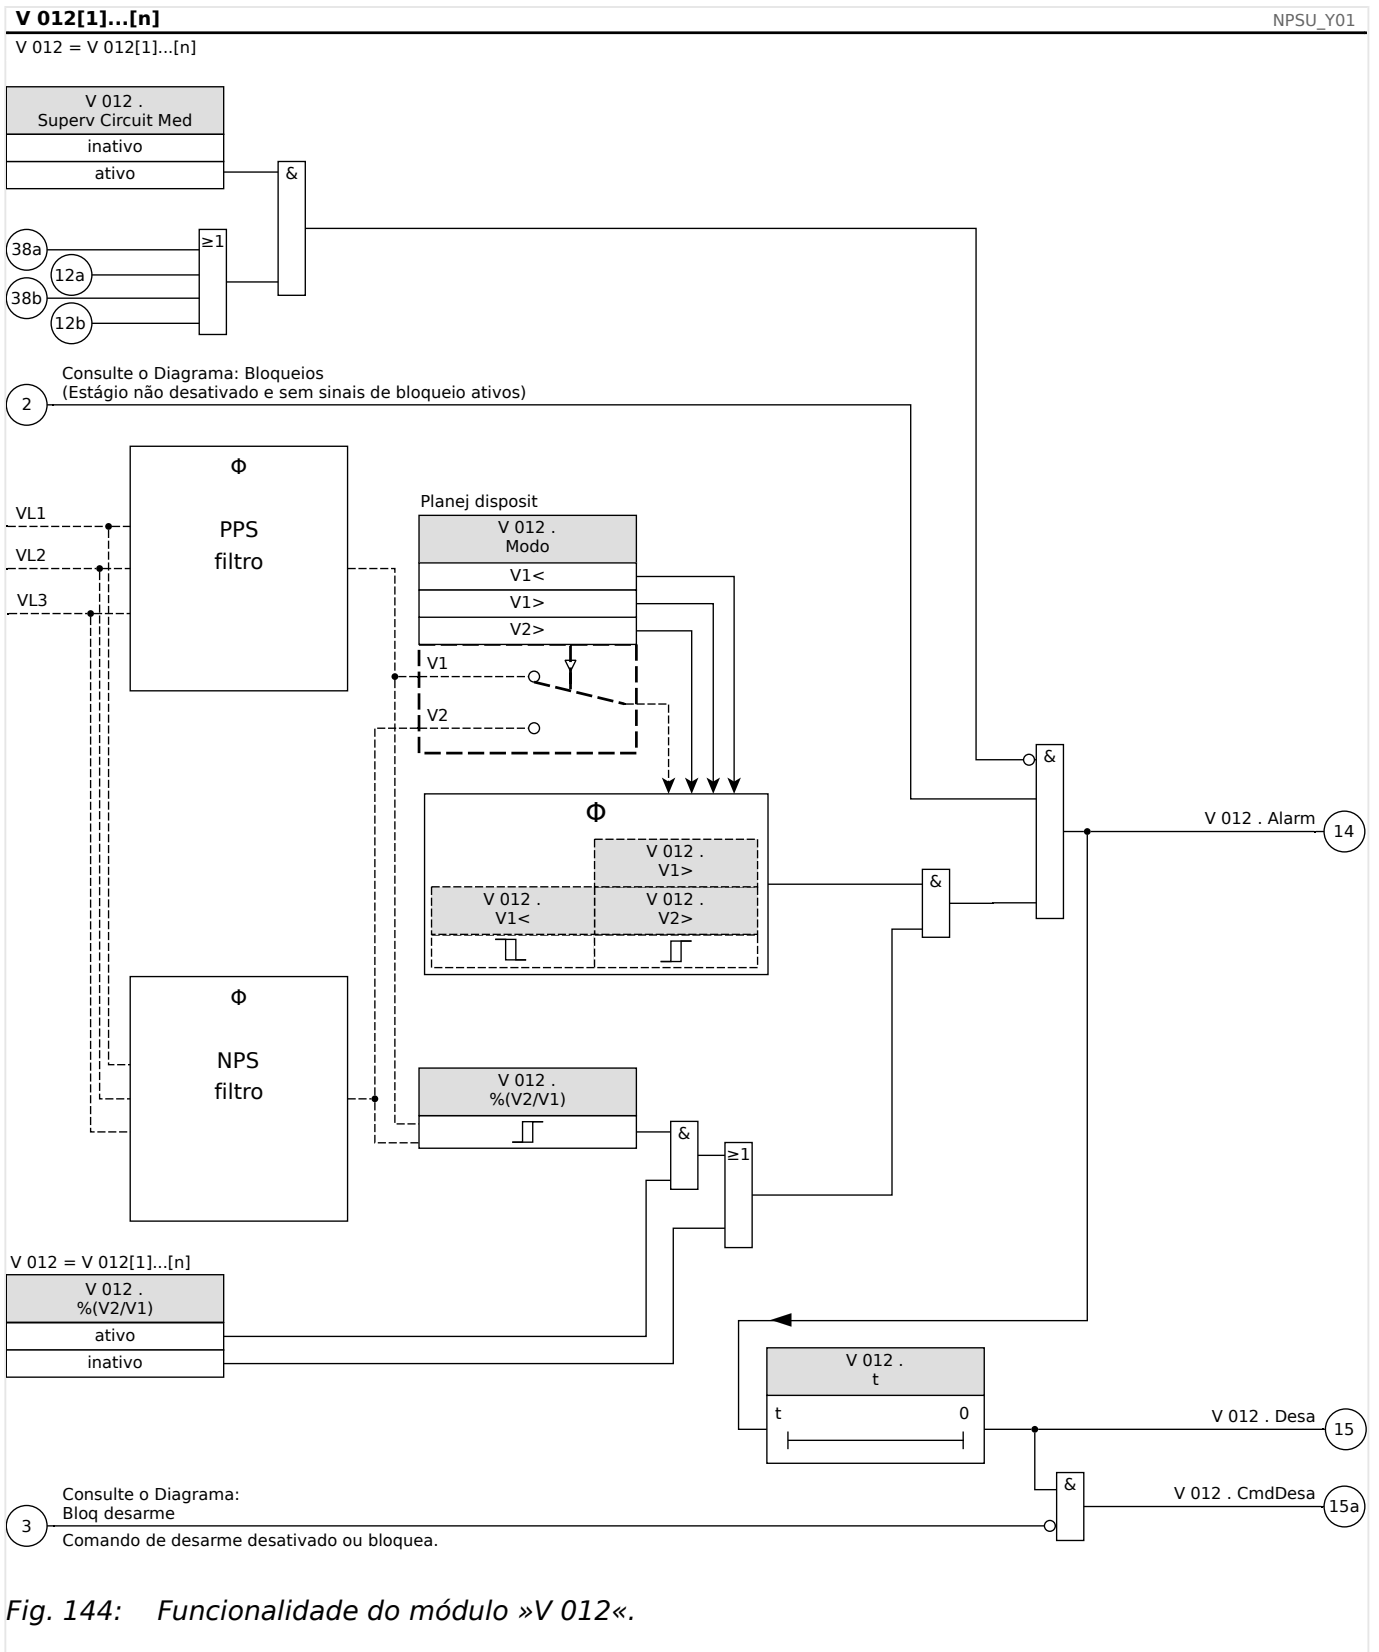 V 012[1]...[n]
NPSU_Y01
V 012 = V 012[1]...[n]
V 012 .
Superv Circuit Med
inativo
ativo
&
38a
≥1
12a
38b
12b
Consulte o Diagrama: Bloqueios
(Estágio não desativado e sem sinais de bloqueio ativos)
2
Φ
PPS
filtro
VL1
VL2
VL3
Planej disposit
V 012 .
Modo
V1<
V1>
V2>
V1
V2
&
V 012 . Alarm
14
Φ
V 012 .
V1>
V 012 .
V1<
V 012 .
V2>
&
Φ
NPS
filtro
V 012 .
%(V2/V1)
&
≥1
V 012 = V 012[1]...[n]
V 012 .
%(V2/V1)
ativo
inativo
V 012 .
t
t
0
V 012 . Desa
15
&
V 012 . CmdDesa
15a
Consulte o Diagrama:
Bloq desarme
3
Comando de desarme desativado ou bloquea.
Fig. 144: Funcionalidade do módulo »V 012«.